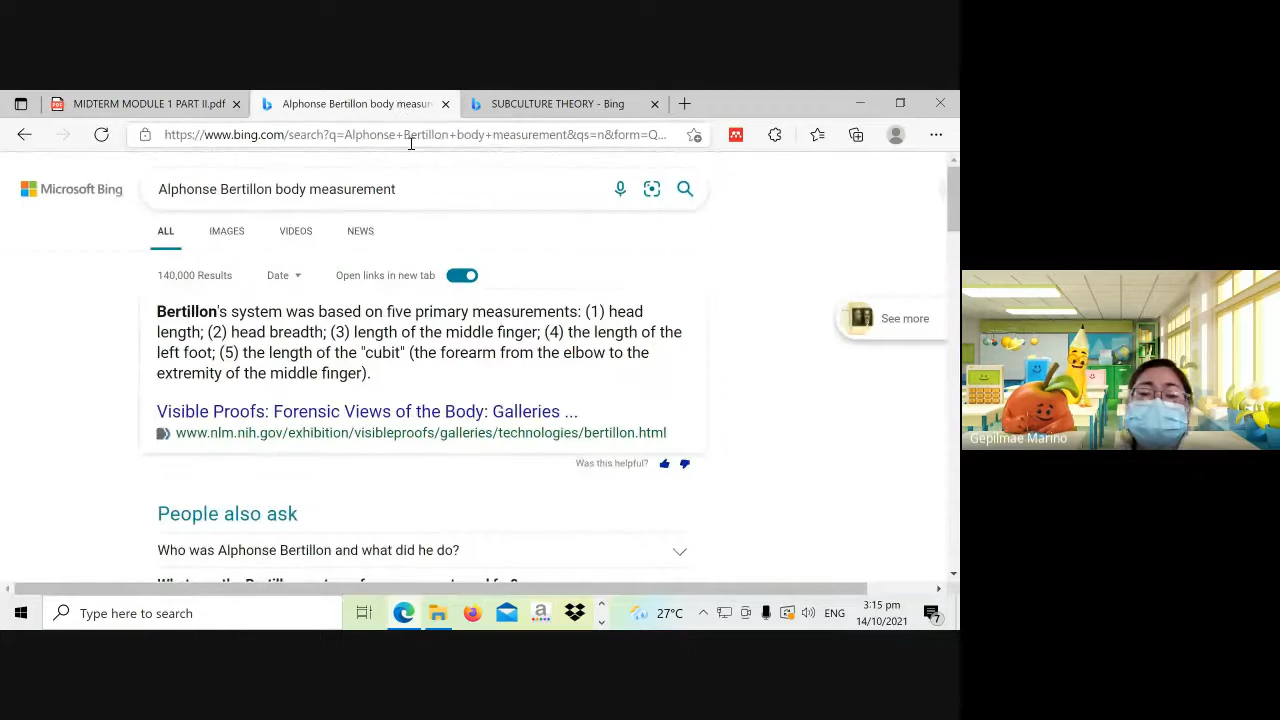 MIDTERM MODULE 1 PART II.pdf
Alphonse Bertillon body measuren
SUBCULTURE THEORY - Bing
https://www.bing.com/search?q=Alphonse+Bertillon+body+measurement&qs=n&form=Q...
Microsoft Bing
Alphonse Bertillon body measurement
ALL IMAGES VIDEOS NEWS
140,000 Results Date Open links in new tab
Bertillon's system was based on five primary measurements: (1) head
length; (2) head breadth; (3) length of the middle finger; (4) the length of the
left foot; (5) the length of the "cubit" (the forearm from the elbow to the
extremity of the middle finger).
See more
Visible Proofs: Forensic Views of the Body: Galleries ...
www.nlm.nih.gov/exhibition/visibleproofs/galleries/technologies/bertillon.html
Was this helpful?
People also ask
Who was Alphonse Bertillon and what did he do?
Gepilmae Marino
Type here to search
27°C
ENG
3:15 pm
14/10/2021
7